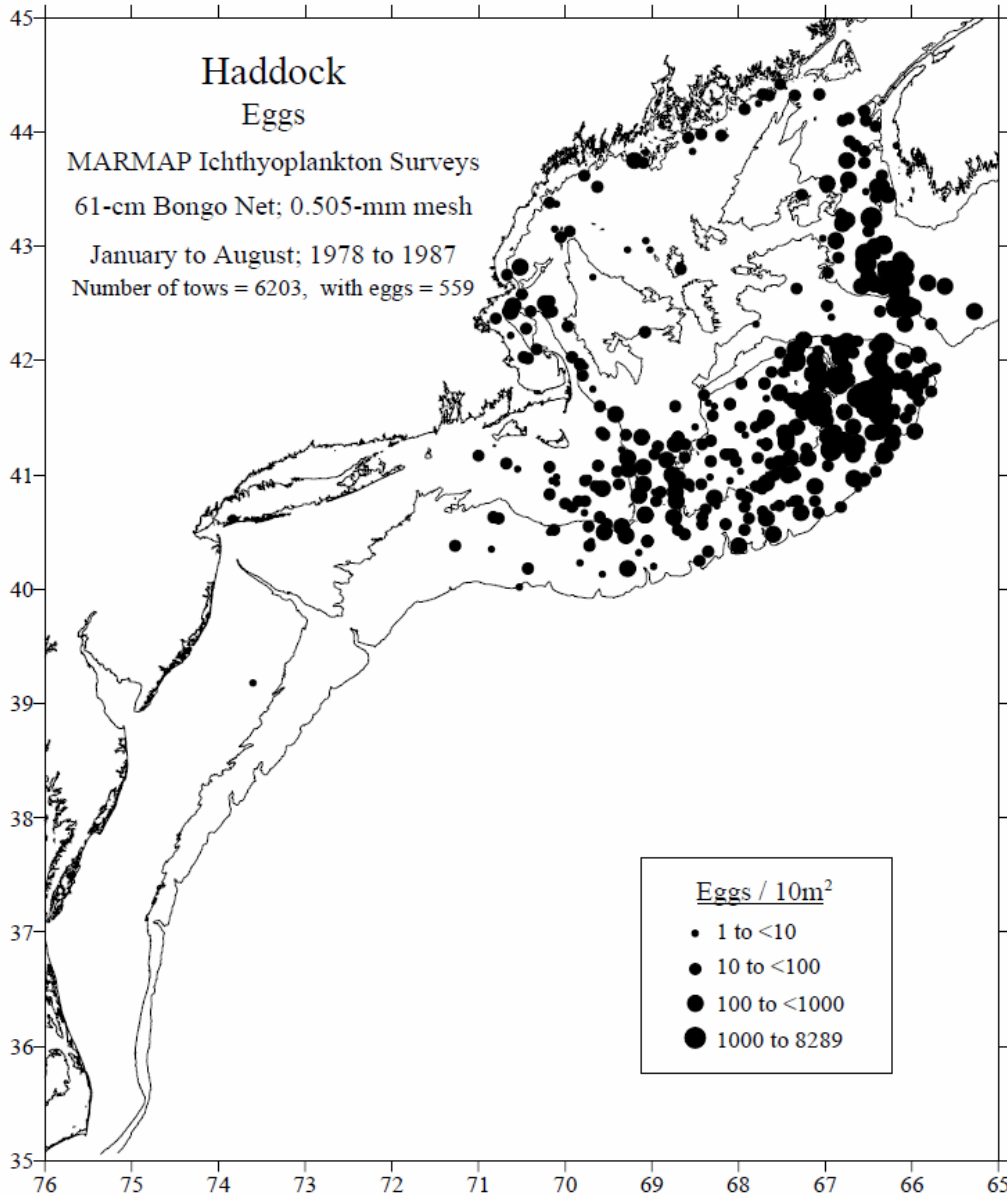 Haddock
Eggs
MARMAP Ichthyoplankton Surveys
61-cm Bongo Net; 0.505-mm mesh
January to August; 1978 to 1987
Number of tows = 6203, with eggs = 559
45
44
43
42
41
40
39
38
37
36
35
Eggs / 10m²
1 to <10
10 to <100
100 to <1000
1000 to 8289
76 75 74 73 72 71 70 69 68 67 66 65